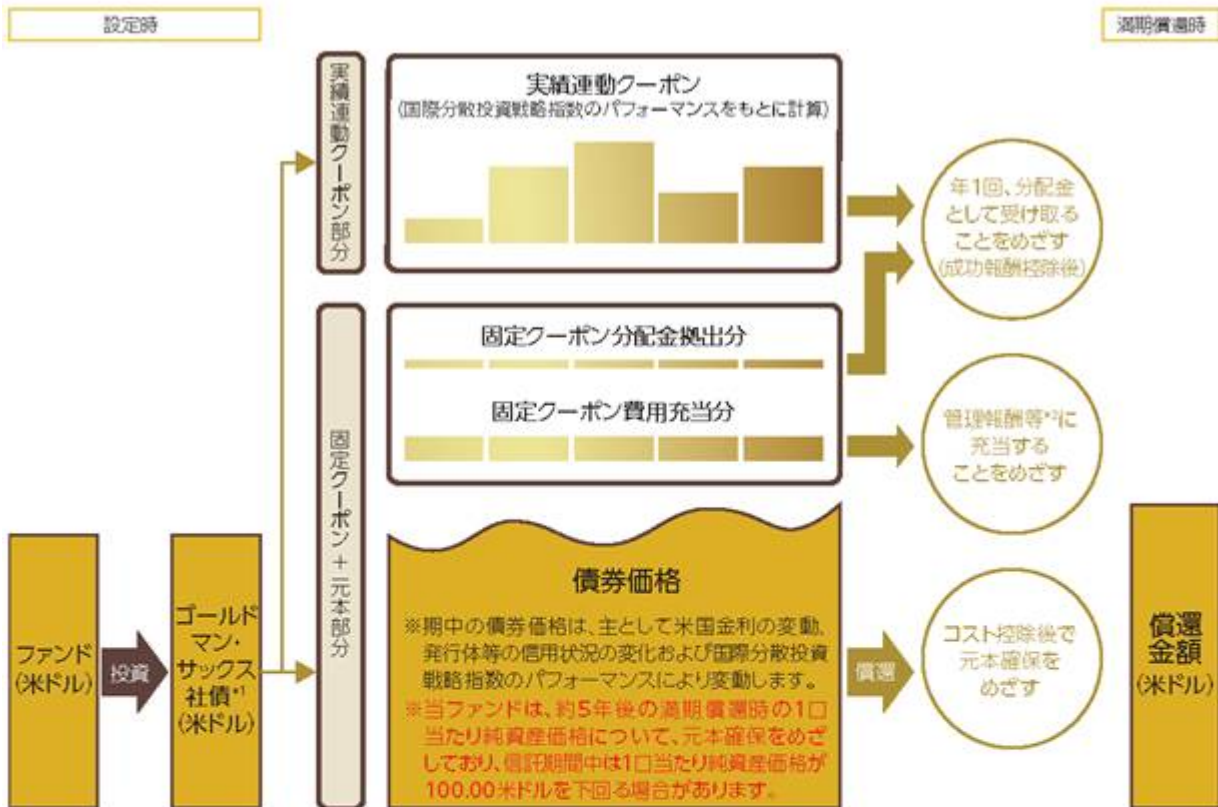 設定時
満期償還時
実績連動クーポン部分
実績連動クーポン
(国際分散投資戦略指数のパフォーマンスをもとに計算)
年1回、分配金
として受け取る
ことをめざす
(成功報酬控除後)
固定クーポン＋元本部分
固定クーポン分配金拠出分
固定クーポン費用充当分
管理報酬等*2に
充当する
ことをめざす
ファンド
(米ドル)
投資
ゴールド
マン・
サックス
社債*1
(米ドル)
債券価格
※期中の債券価格は、主として米国金利の変動、
発行体等の信用状況の変化および国際分散投資
戦略指数のパフォーマンスにより変動します。
※当ファンドは、約5年後の満期償還時の1口
当たり純資産価格について、元本確保をめざ
しており、信託期間中は1口当たり純資産価格が
100.00米ドルを下回る場合があります。
償還
コスト控除後で
元本確保を
めざす
償還
金額
(米ドル)